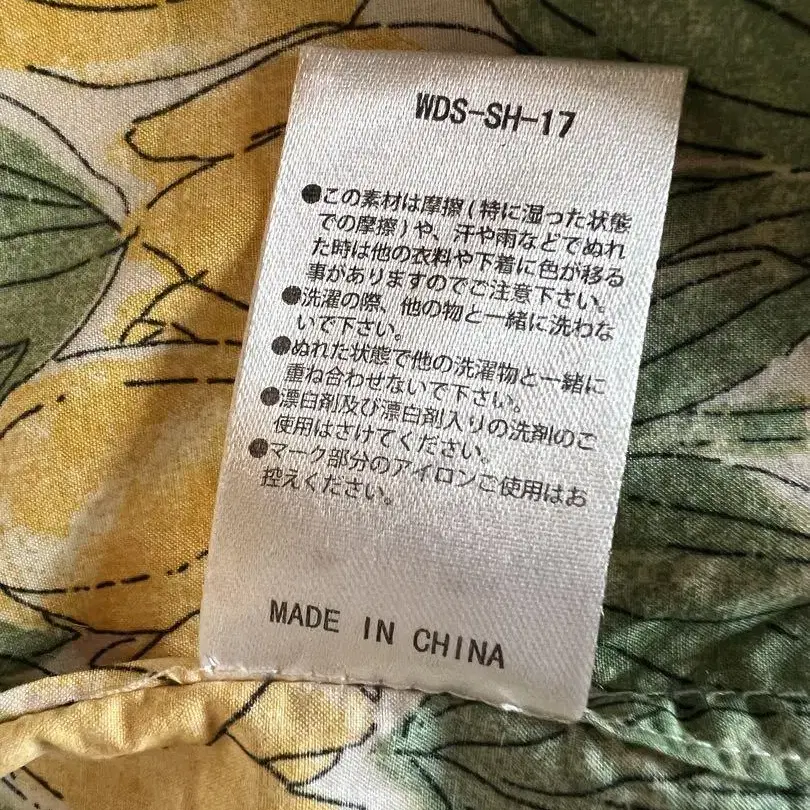 WDS-SH-17
●この素材は摩擦(特に湿った状態
での摩擦)や、汗や雨などでぬれ
た時は他の衣料や下着に色が移る
事がありますのでご注意下さい。
●洗濯の際、他の物と一緒に洗わな
いで下さい。
●ぬれた状態で他の洗濯物と一緒に
重ね合わせないで下さい。
●漂白剤及び漂白剤入りの洗剤のご
使用はさけてください。
●マーク部分のアイロンご使用はお
控えください。
MADE IN CHINA